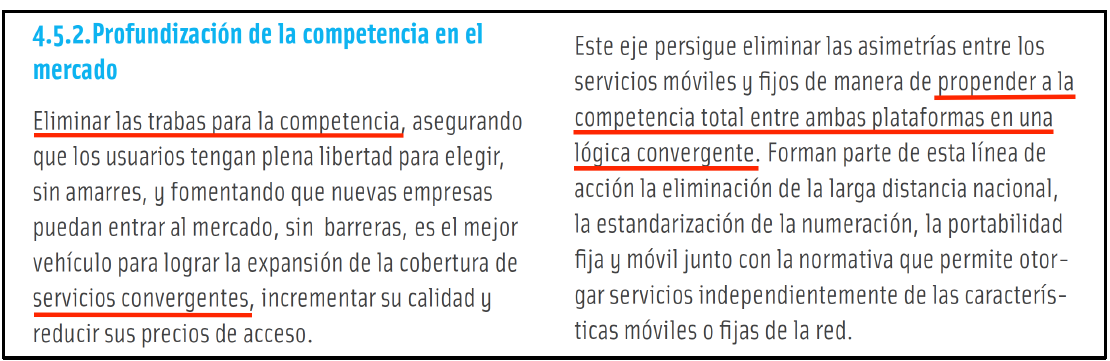 4.5.2.Profundización de la competencia en el
mercado
Eliminar las trabas para la competencia, asegurando
que los usuarios tengan plena libertad para elegir,
sin amarres, y fomentando que nuevas empresas
puedan entrar al mercado, sin barreras, es el mejor
vehículo para lograr la expansión de la cobertura de
servicios convergentes, incrementar su calidad y
reducir sus precios de acceso.
Este eje persigue eliminar las asimetrías entre los
servicios móviles y fijos de manera de propender a la
competencia total entre ambas plataformas en una
lógica convergente. Forman parte de esta línea de
acción la eliminación de la larga distancia nacional,
la estandarización de la numeración, la portabilidad
fija y móvil junto con la normativa que permite otor-
gar servicios independientemente de las caracterís-
ticas móviles o fijas de la red.